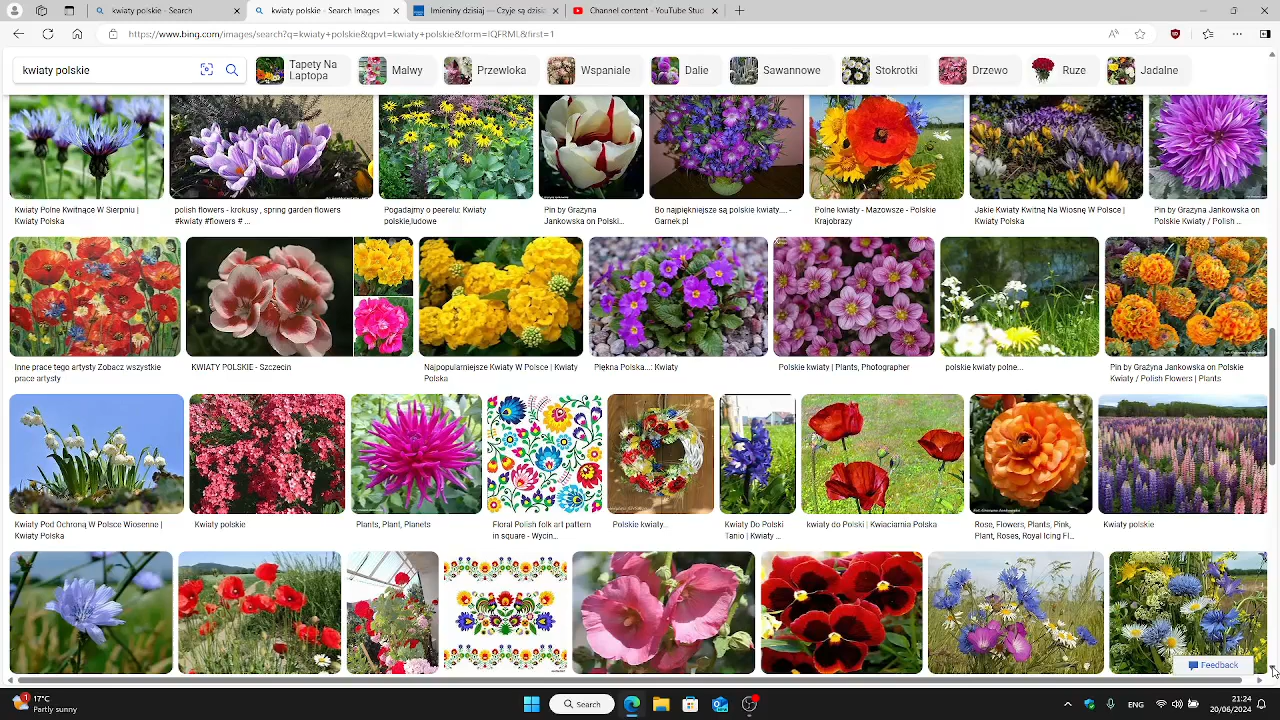 kwiaty polskie - Search
kwiaty polskie - Search Images
Imieniny dzisiaj — Czyje są dzisi
Channel content - YouTube Stud
https://www.bing.com/images/search?q=kwiaty+polskie&qpvt=kwiaty+polskie&form=IQFRML&first=1
kwiaty polskie
Tapety Na Laptopa
Malwy
Przewloka
Wspaniale
Dalia
Sawannowe
Stokrotki
Drzewo
Ruze
Jadalne
Kwiaty Polne Kwitnące W Sierpniu |
Kwiaty Polska
polish flowers - krokusy , spring garden flowers
#kwiaty #flowers # ...
Pogadajmy o peerelu: Kwiaty
polskie,ludowe
Pin by Grazyna
Jankowska on Polski...
Bo najpiękniejsze są polskie kwiaty.... -
Garnek.pl
Polne kwiaty - Mazowsze - Polskie
Krajobrazy
Jakie Kwiaty Kwitną Na Wiosnę W Polsce |
Kwiaty Polska
Pin by Grazyna Jankowska on
Polskie Kwiaty / Polish ...
Inne prace tego artysty Zobacz wszystkie
prace artysty
KWIATY POLSKIE - Szczecin
Najpopularniejsze Kwiaty W Polsce | Kwiaty
Polska
Piękna Polska...: Kwiaty
Polskie kwiaty | Plants, Photographer
polskie kwiaty polne...
Pin by Grażyna Jankowska on Polskie
Kwiaty / Polish Flowers | Plants
Kwiaty Pod Ochroną W Polsce Wiosenne |
Kwiaty Polska
Kwiaty polskie
Plants, Plant, Planets
Floral Polish folk art pattern
in square - Wycin...
Polskie kwiaty...
Kwiaty Do Polski
Tanio | Kwiaty ...
kwiaty do Polski | Kwiaciarnia Polska
Rose, Flowers, Plants, Pink,
Plant, Roses, Royal Icing Fl...
Kwiaty polskie
Feedback
1
17°C
Partly sunny
Search
ENG
21:24
20/06/2024